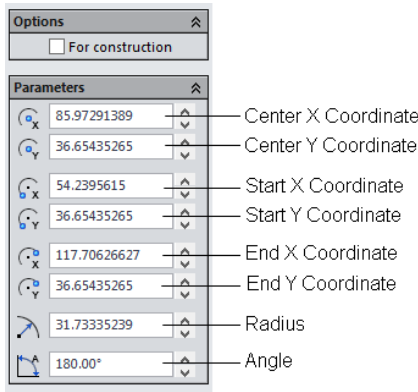 Options
For construction
Parameters
X 85.97291389 Center X Coordinate
Y 36.65435265 Center Y Coordinate
X 54.2395615 Start X Coordinate
Y 36.65435265 Start Y Coordinate
X 117.70626627 End X Coordinate
Y 36.65435265 End Y Coordinate
31.73335239 Radius
A 180.00° Angle